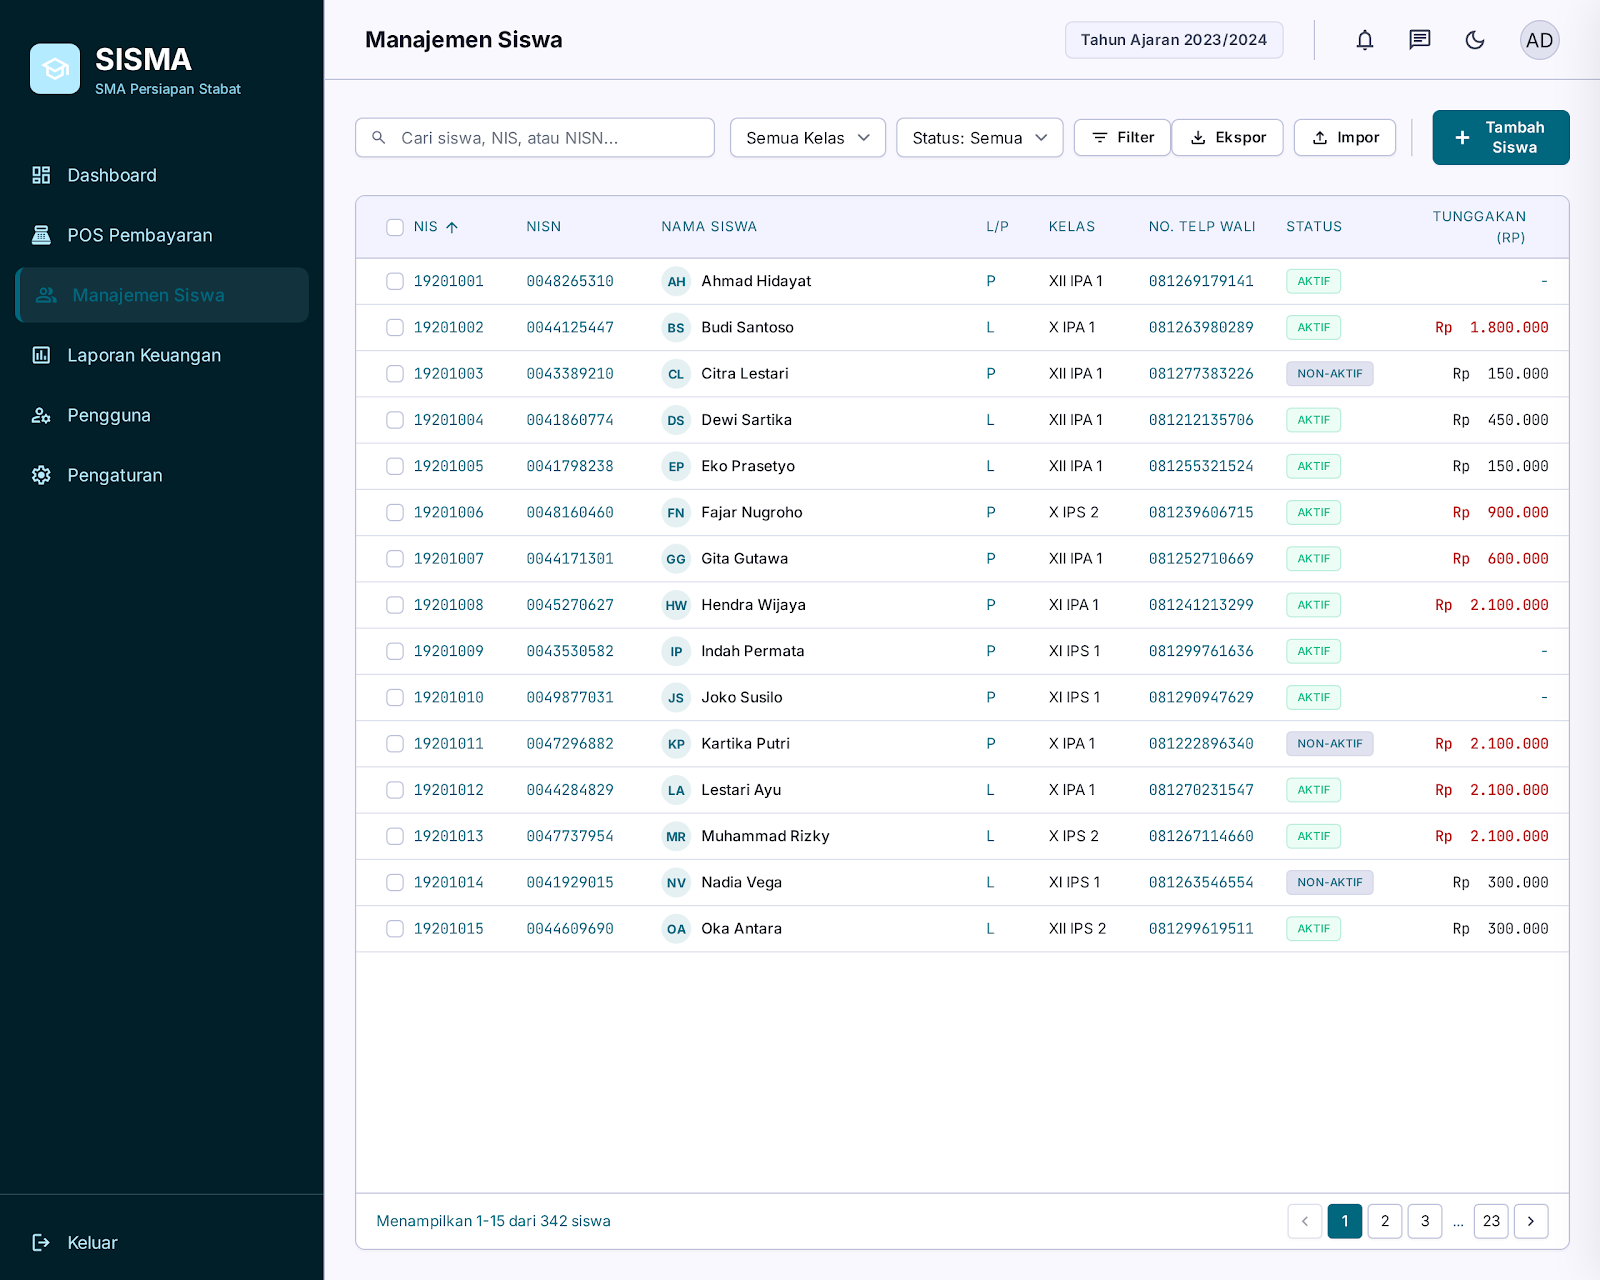 SISMA
SMA Persiapan Stabat
Dashboard
POS Pembayaran
Manajemen Siswa
Laporan Keuangan
Pengguna
Pengaturan
Keluar
Manajemen Siswa
Tahun Ajaran 2023/2024
AD
Cari siswa, NIS, atau NISN...
Semua Kelas
Status: Semua
Filter
Ekspor
Impor
Tambah
Siswa
NIS NISN NAMA SISWA L/P KELAS NO. TELP WALI STATUS TUNGGAKAN
(RP)
19201001 0048265310 AH Ahmad Hidayat P XII IPA 1 081269179141 AKTIF -
19201002 0044125447 BS Budi Santoso L X IPA 1 081263980289 AKTIF Rp 1.800.000
19201003 0043389210 CL Citra Lestari P XII IPA 1 081277383226 NON-AKTIF Rp 150.000
19201004 0041860774 DS Dewi Sartika L XII IPA 1 081212135706 AKTIF Rp 450.000
19201005 0041798238 EP Eko Prasetyo L XII IPA 1 081255321524 AKTIF Rp 150.000
19201006 0048160460 FN Fajar Nugroho P X IPS 2 081239606715 AKTIF Rp 900.000
19201007 0044171301 GG Gita Gutawa P XII IPA 1 081252710669 AKTIF Rp 600.000
19201008 0045270627 HW Hendra Wijaya P XI IPA 1 081241213299 AKTIF Rp 2.100.000
19201009 0043530582 IP Indah Permata P XI IPS 1 081299761636 AKTIF -
19201010 0049877031 JS Joko Susilo P XI IPS 1 081290947629 AKTIF -
19201011 0047296882 KP Kartika Putri P X IPA 1 081222896340 NON-AKTIF Rp 2.100.000
19201012 0044284829 LA Lestari Ayu L X IPA 1 081270231547 AKTIF Rp 2.100.000
19201013 0047737954 MR Muhammad Rizky L X IPS 2 081267114660 AKTIF Rp 2.100.000
19201014 0041929015 NV Nadia Vega L XI IPS 1 081263546554 NON-AKTIF Rp 300.000
19201015 0044609690 OA Oka Antara L XII IPS 2 081299619511 AKTIF Rp 300.000
Menampilkan 1-15 dari 342 siswa
1 2 3 ... 23